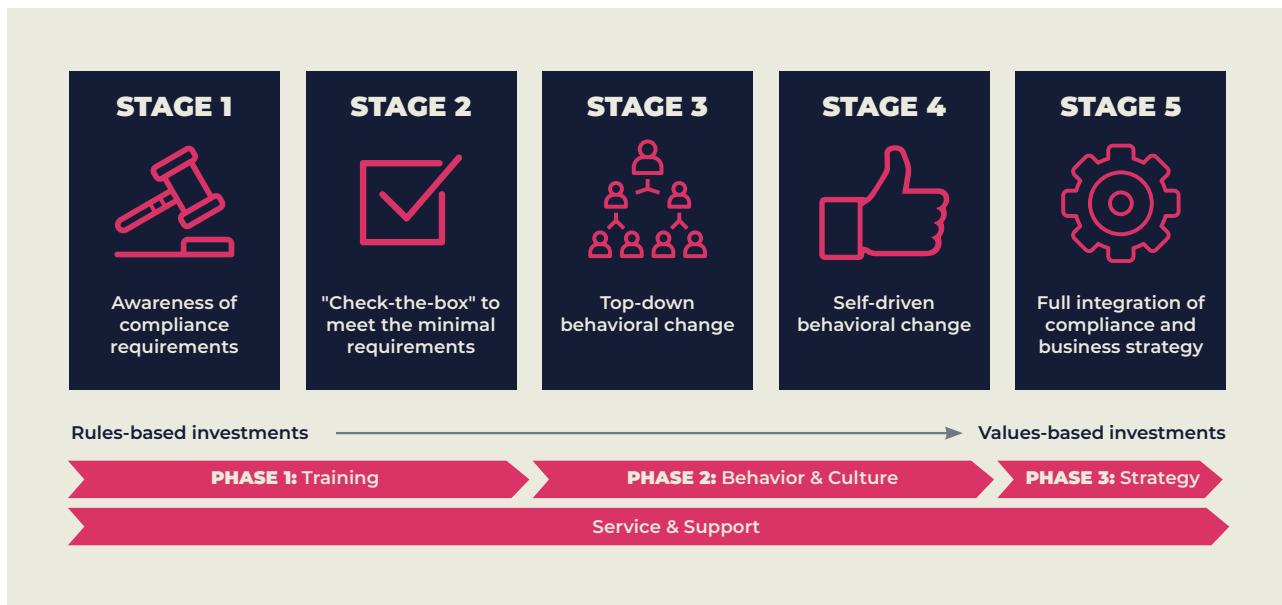 STAGE 1
Awareness of
compliance
requirements
STAGE 2
"Check-the-box" to
meet the minimal
requirements
STAGE 3
Top-down
behavioral change
STAGE 4
Self-driven
behavioral change
STAGE 5
Full integration of
compliance and
business strategy
Rules-based investments
Values-based investments
PHASE 1: Training
PHASE 2: Behavior & Culture
PHASE 3: Strategy
Service & Support